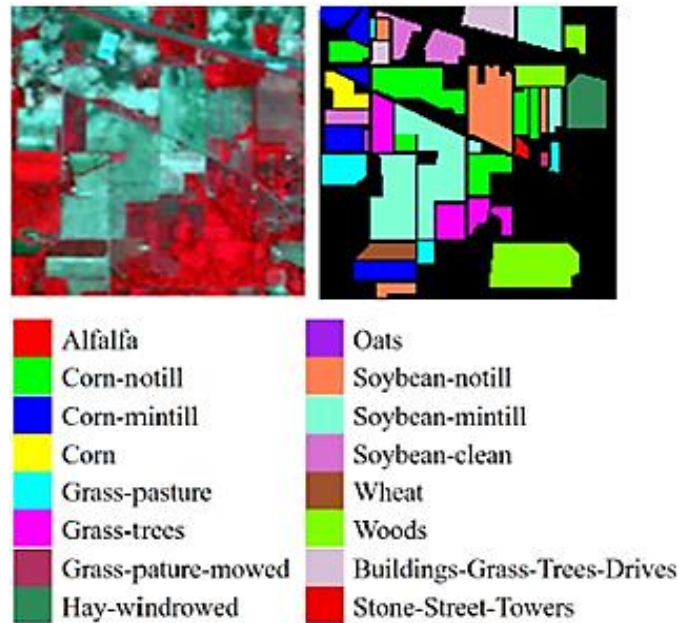 Alfalfa
Corn-notill
Corn-mintill
Corn
Grass-pasture
Grass-trees
Grass-pature-mowed
Hay-windrowed
Oats
Soybean-notill
Soybean-mintill
Soybean-clean
Wheat
Woods
Buildings-Grass-Trees-Drives
Stone-Street-Towers